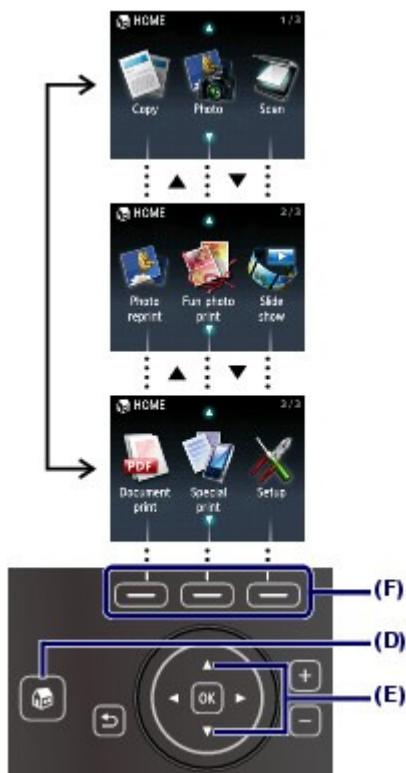 HOME 1/3
Copy Photo Scan
HOME 2/3
Photo reprint
Fun photo print
Slide show
HOME 3/3
PDF
Document print
Special print
Setup
(F)
(D)
(E)
OK
+
−